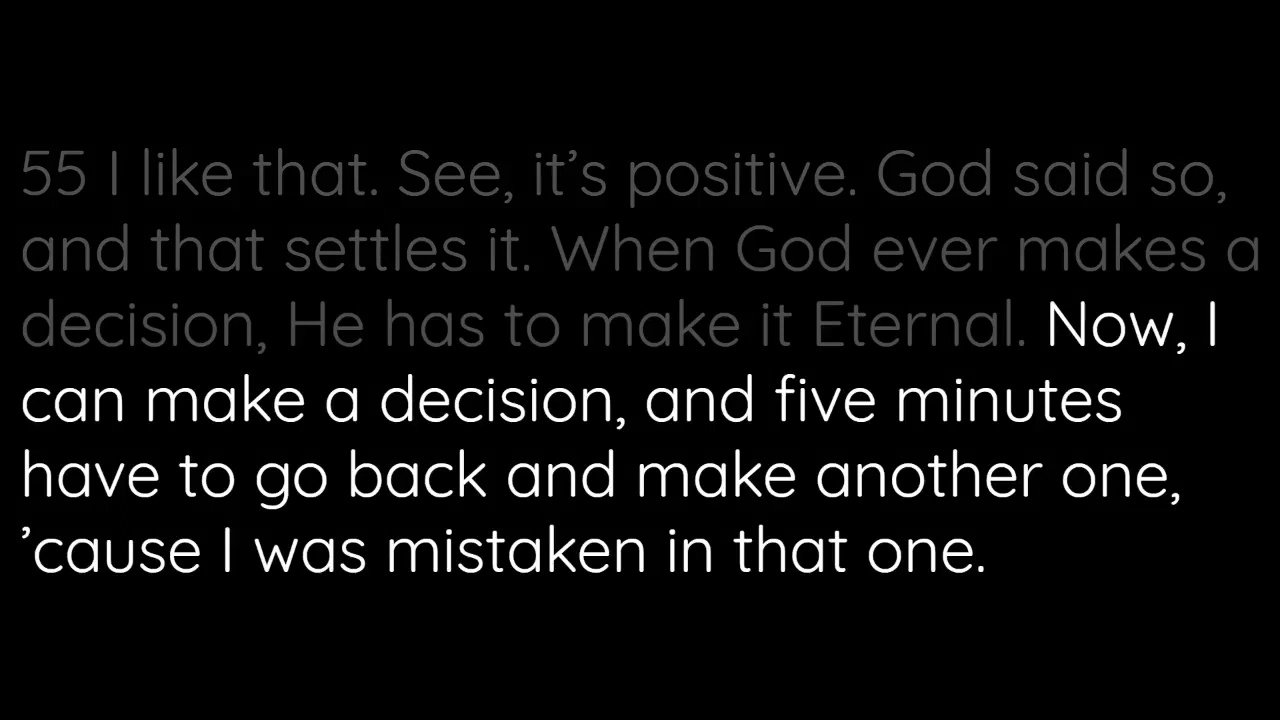 55 I like that. See, it’s positive. God said so,
and that settles it. When God ever makes a
decision, He has to make it Eternal. Now, I
can make a decision, and five minutes
have to go back and make another one,
’cause I was mistaken in that one.